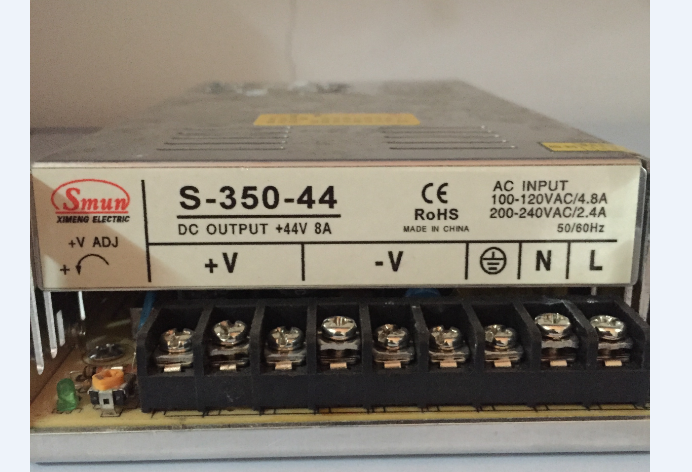 Smun
XIMENG ELECTRIC
+V ADJ
+
S-350-44
DC OUTPUT +44V 8A
CE
RoHS
MADE IN CHINA
AC INPUT
100-120VAC/4.8A
200-240VAC/2.4A
50/60Hz
+V
-V
N
L